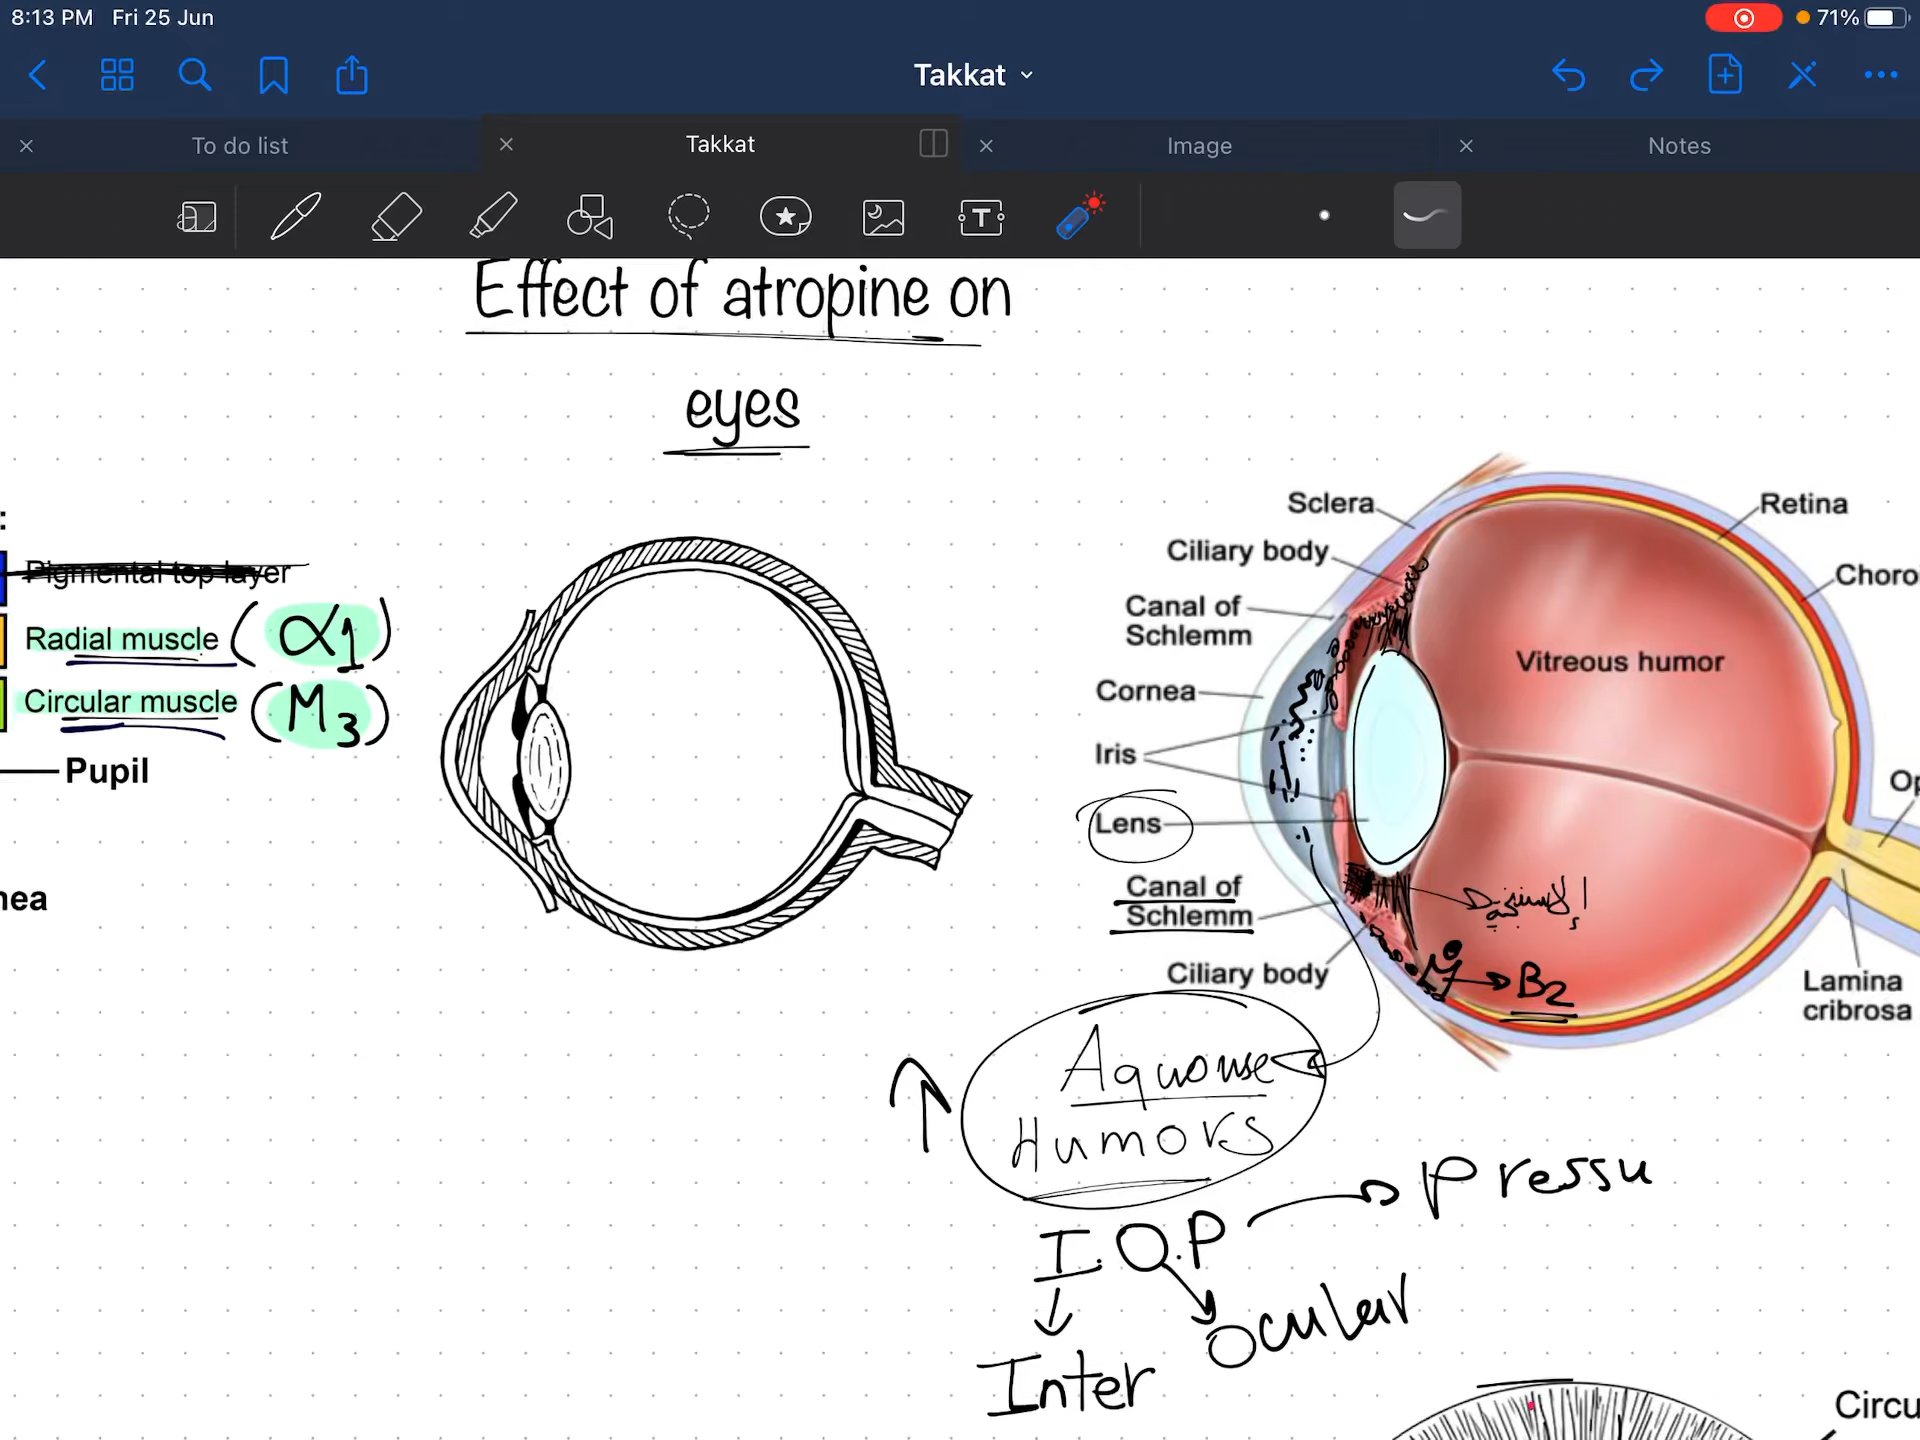 8:13 PM Fri 25 Jun
71%
Takkat
To do list
Takkat
Image
Notes
Effect of atropine on
eyes
:
Pigmental top layer
Radial muscle (α1)
Circular muscle (M3)
Pupil
nea
Sclera
Retina
Ciliary body
Choro
Canal of
Schlemm
Vitreous humor
Cornea
Iris
Op
Lens
Canal of
Schlemm
Ciliary body
B2
Lamina
cribrosa
Aquouse
Humors
I.O.P
Pressu
Ocular
Inter
Circu